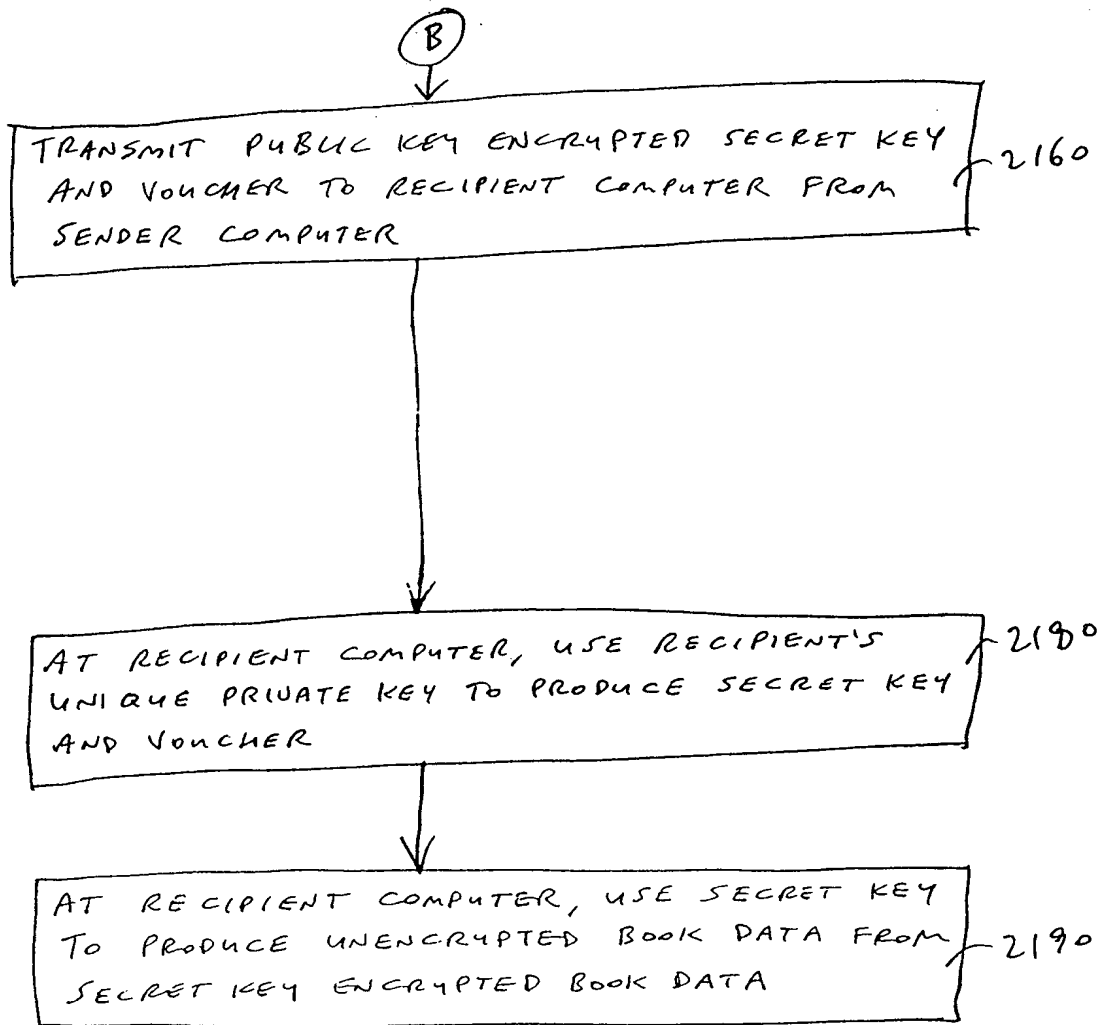 B
TRANSMIT PUBLIC KEY ENCRYPTED SECRET KEY
AND VOUCHER TO RECIPIENT COMPUTER FROM
SENDER COMPUTER
2160
AT RECIPIENT COMPUTER, USE RECIPIENT'S
UNIQUE PRIVATE KEY TO PRODUCE SECRET KEY
AND VOUCHER
2180
AT RECIPIENT COMPUTER, USE SECRET KEY
TO PRODUCE UNENCRYPTED BOOK DATA FROM
SECRET KEY ENCRYPTED BOOK DATA
2190